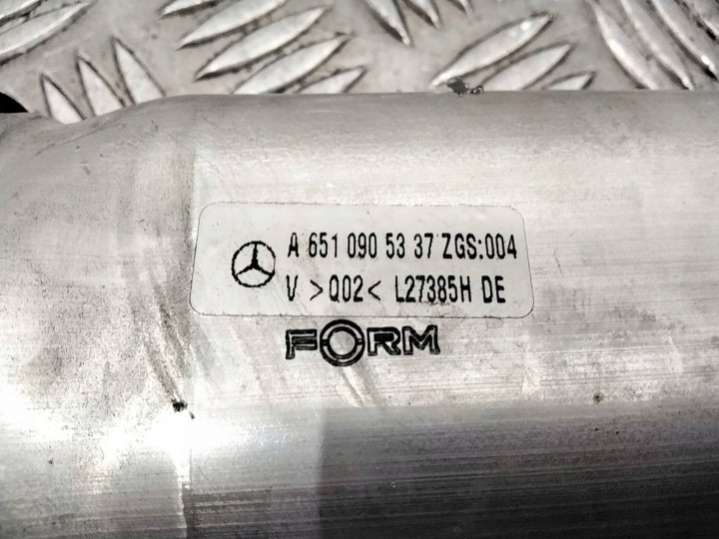 A 651 090 53 37 ZGS:004
V >Q02< L27385H DE
FORM